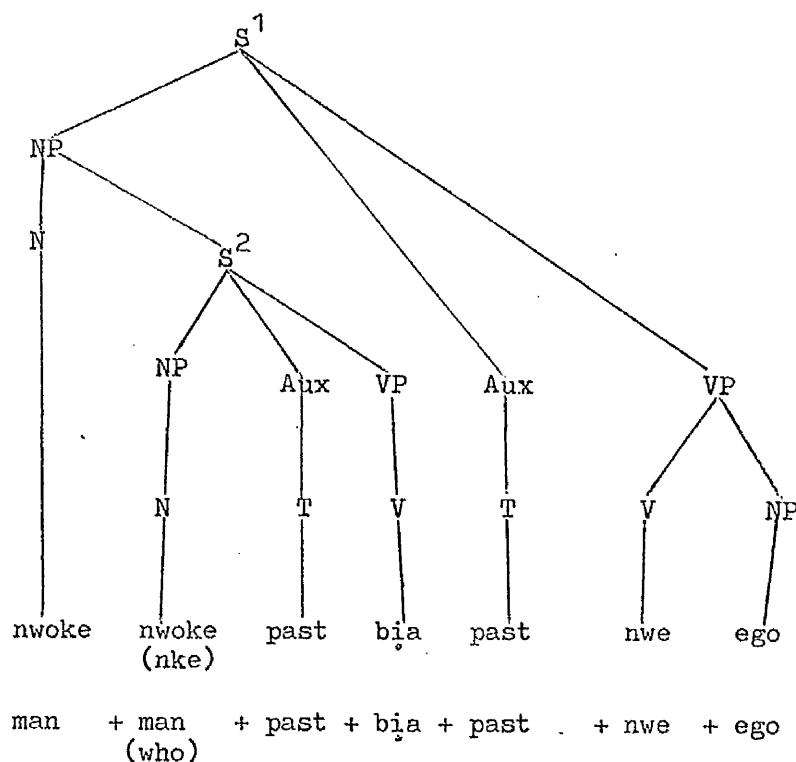 S¹
NP
N
S²
NP Aux VP Aux VP
N T V T V NP
nwoke nwoke past bịa past nwe ego
(nke)
man + man + past + bịa + past + nwe + ego
(who)